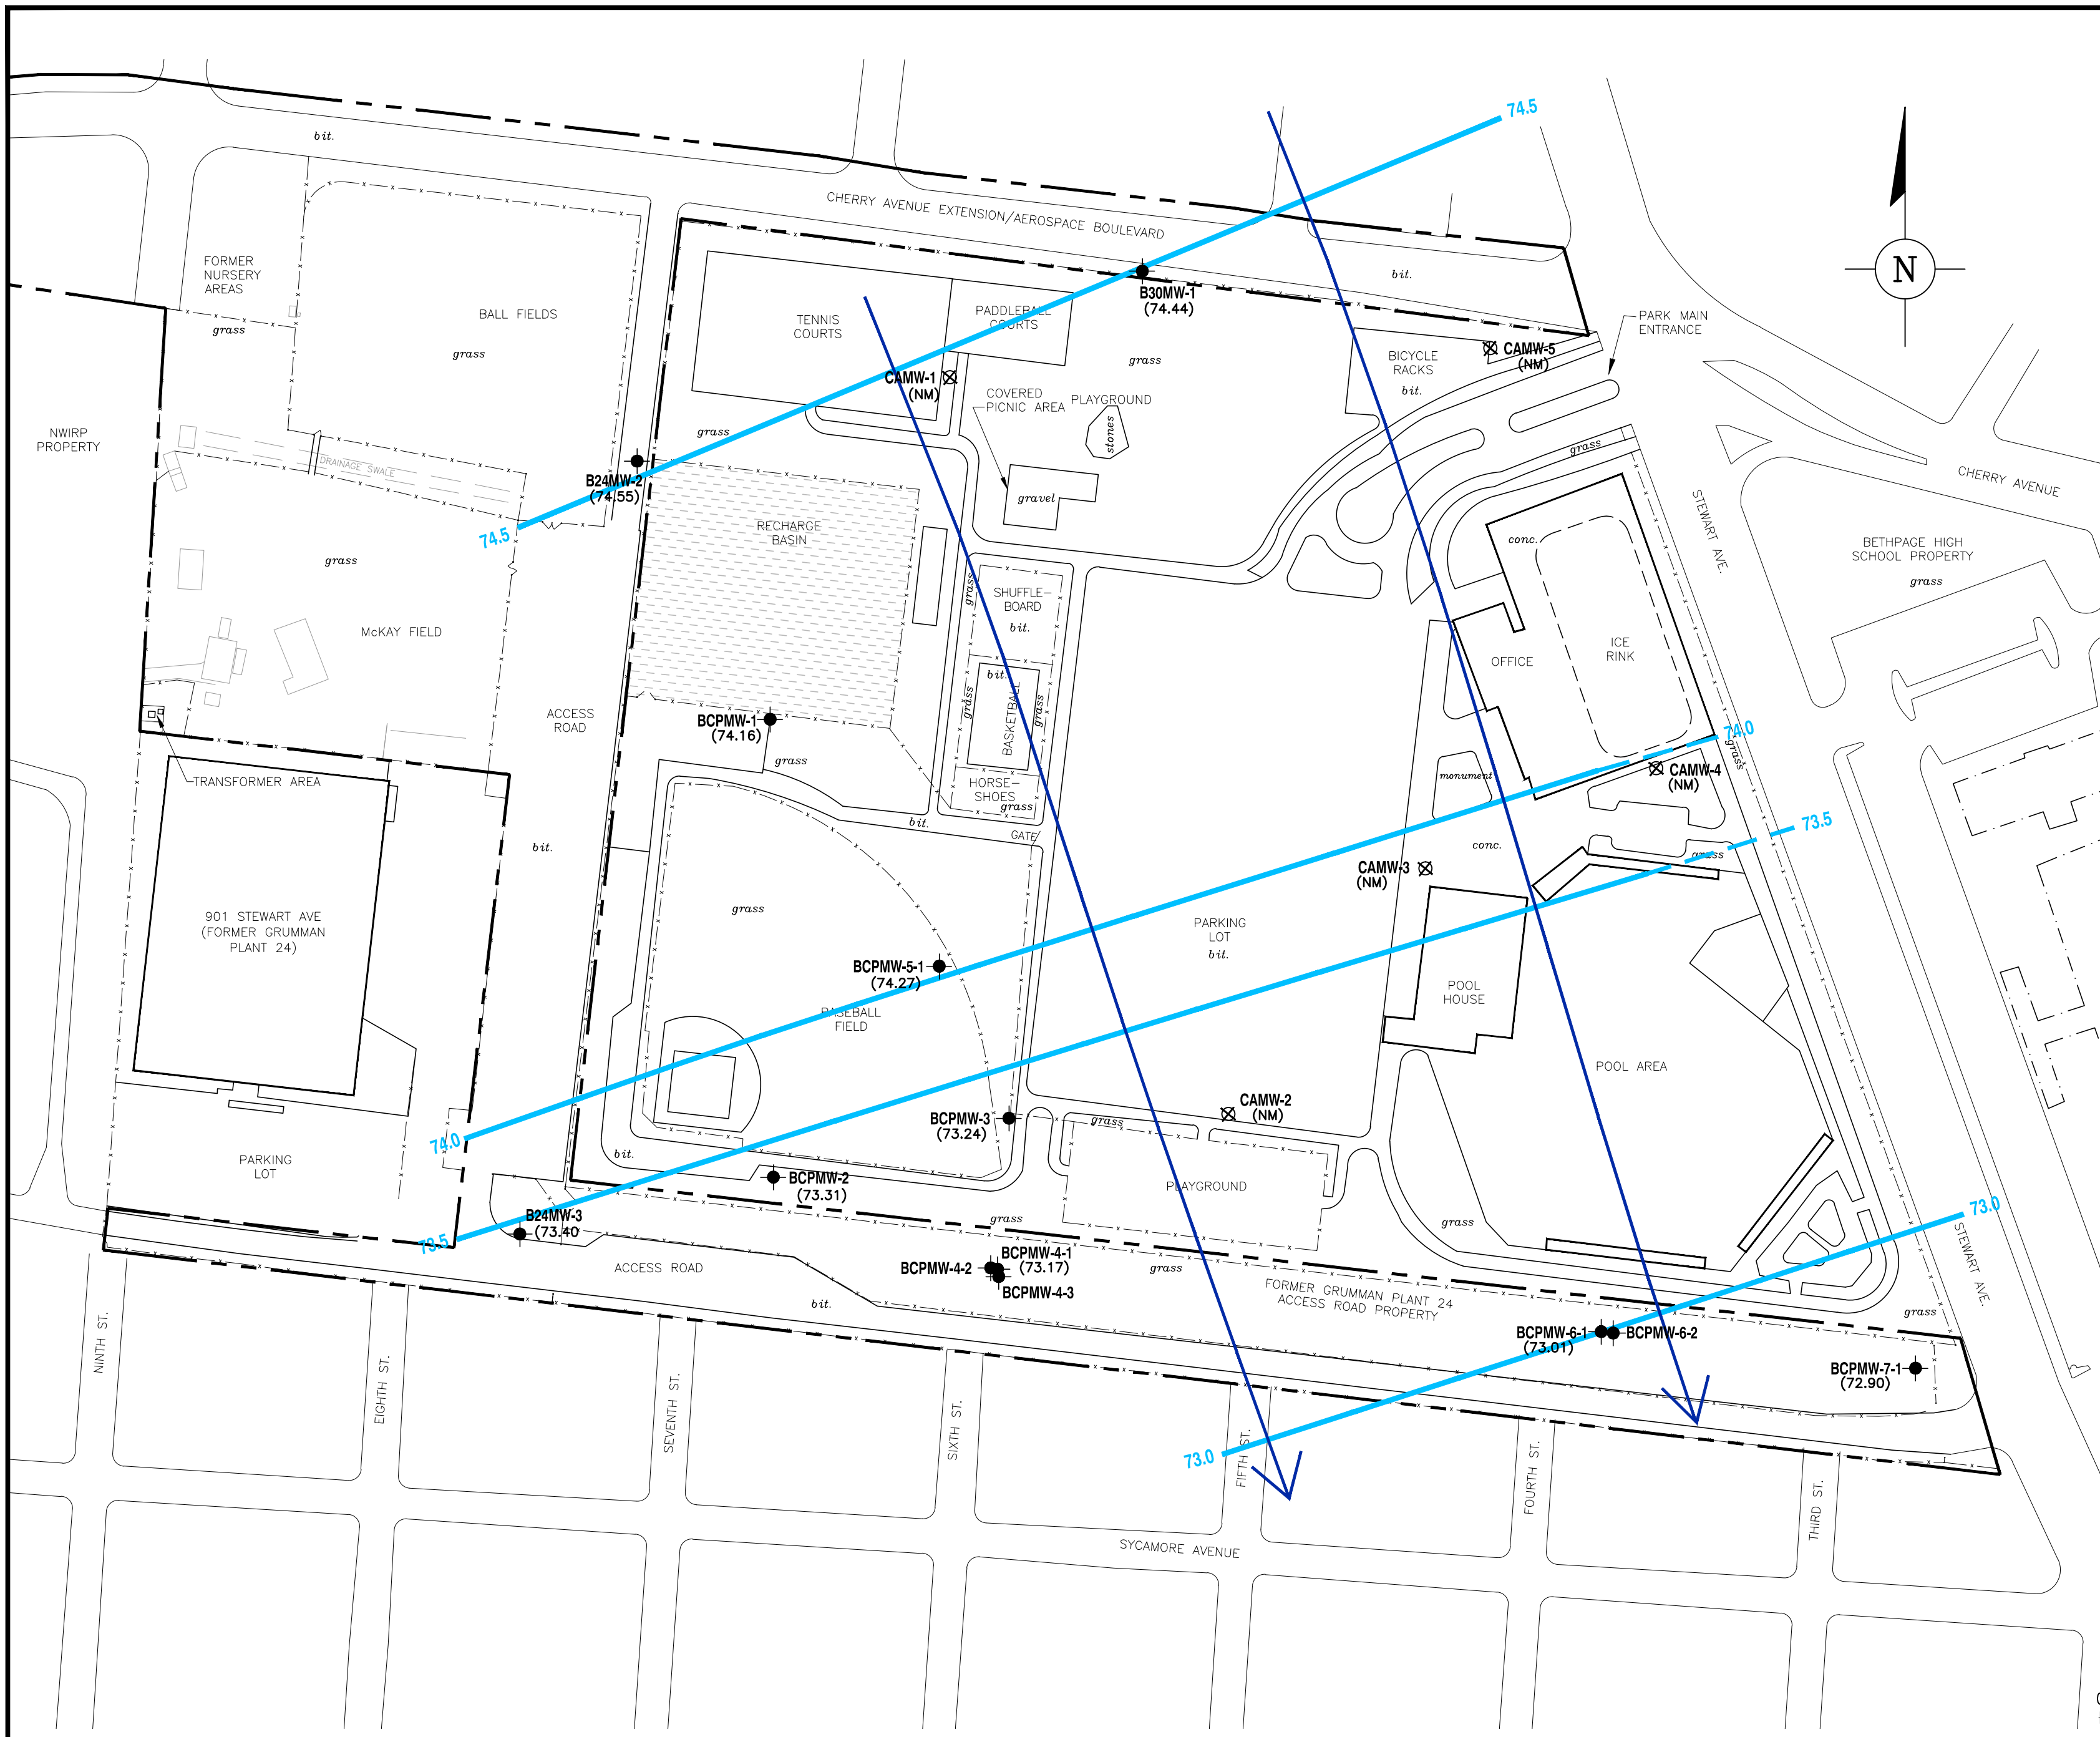 74.5
bit.
CHERRY AVENUE EXTENSION/AEROSPACE BOULEVARD
N
FORMER
NURSERY
AREAS
grass
BALL FIELDS
grass
TENNIS
COURTS
PADDLEBALL
COURTS
B30MW-1
(74.44)
bit.
PARK MAIN
ENTRANCE
grass
BICYCLE
RACKS
bit.
CAMW-5
(NM)
CAMW-1
(NM)
COVERED
PICNIC AREA
PLAYGROUND
stones
NWIRP
PROPERTY
grass
DRAINAGE SWALE
B24MW-2
(74.55)
74.5
gravel
grass
CHERRY AVENUE
STEWART AVE.
RECHARGE
BASIN
conc.
BETHPAGE HIGH
SCHOOL PROPERTY
grass
grass
McKAY FIELD
grass
SHUFFLE-
BOARD
bit.
OFFICE
ICE
RINK
bit.
grass
BASKETBALL
grass
ACCESS
ROAD
BCPMW-1
(74.16)
74.0
grass
grass
TRANSFORMER AREA
HORSE-
SHOES
grass
monument
CAMW-4
(NM)
bit.
bit.
GATE
73.5
conc.
grass
CAMW-3
(NM)
901 STEWART AVE
(FORMER GRUMMAN
PLANT 24)
grass
PARKING
LOT
bit.
BCPMW-5-1
(74.27)
BASEBALL
FIELD
POOL
HOUSE
POOL AREA
74.0
BCPMW-3
(73.24)
grass
CAMW-2
(NM)
PARKING
LOT
bit.
BCPMW-2
(73.31)
PLAYGROUND
73.0
STEWART AVE.
B24MW-3
(73.40
73.5
grass
grass
ACCESS ROAD
BCPMW-4-2
BCPMW-4-1
(73.17)
BCPMW-4-3
grass
bit.
FORMER GRUMMAN PLANT 24
ACCESS ROAD PROPERTY
grass
BCPMW-6-1
(73.01)
BCPMW-6-2
BCPMW-7-1
(72.90)
73.0
NINTH ST.
EIGHTH ST.
SEVENTH ST.
SIXTH ST.
FIFTH ST.
FOURTH ST.
THIRD ST.
SYCAMORE AVENUE